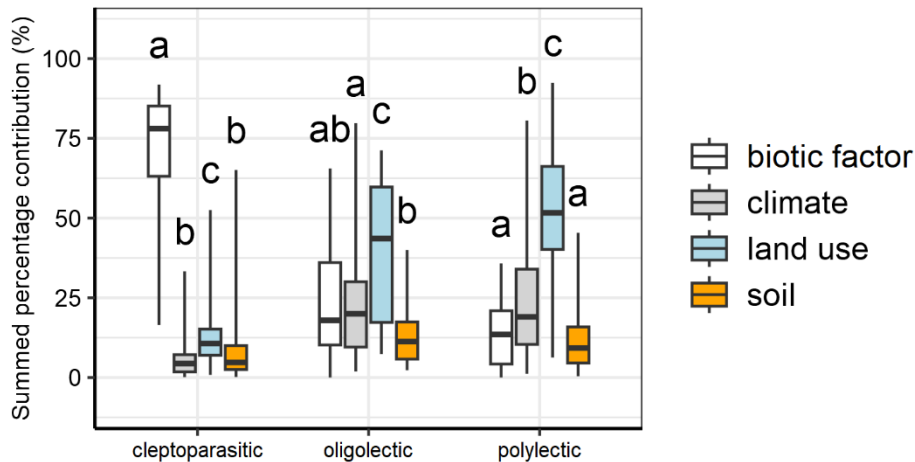 Summed percentage contribution (%)
100
75
50
25
0
a
b
c
b
ab
a
c
b
a
b
c
a
cleptoparasitic
oligolectic
polylectic
biotic factor
climate
land use
soil